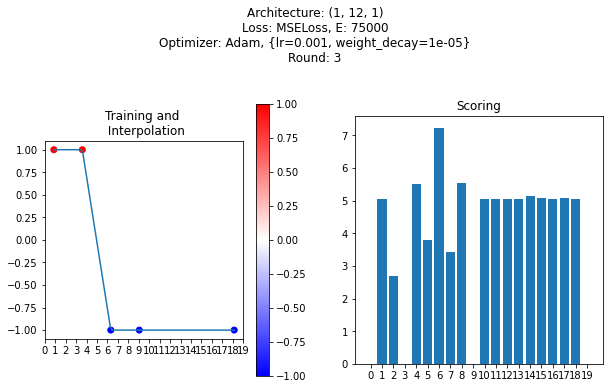 Architecture: (1, 12, 1)
Loss: MSELoss, E: 75000
Optimizer: Adam, {lr=0.001, weight_decay=1e-05}
Round: 3
Training and
Interpolation
1.00
0.75
0.50
0.25
0.00
−0.25
−0.50
−0.75
−1.00
0 1 2 3 4 5 6 7 8 9 10 11 12 13 14 15 16 17 18 19
1.00
0.75
0.50
0.25
0.00
−0.25
−0.50
−0.75
−1.00
Scoring
7
6
5
4
3
2
1
0
0 1 2 3 4 5 6 7 8 9 10 11 12 13 14 15 16 17 18 19